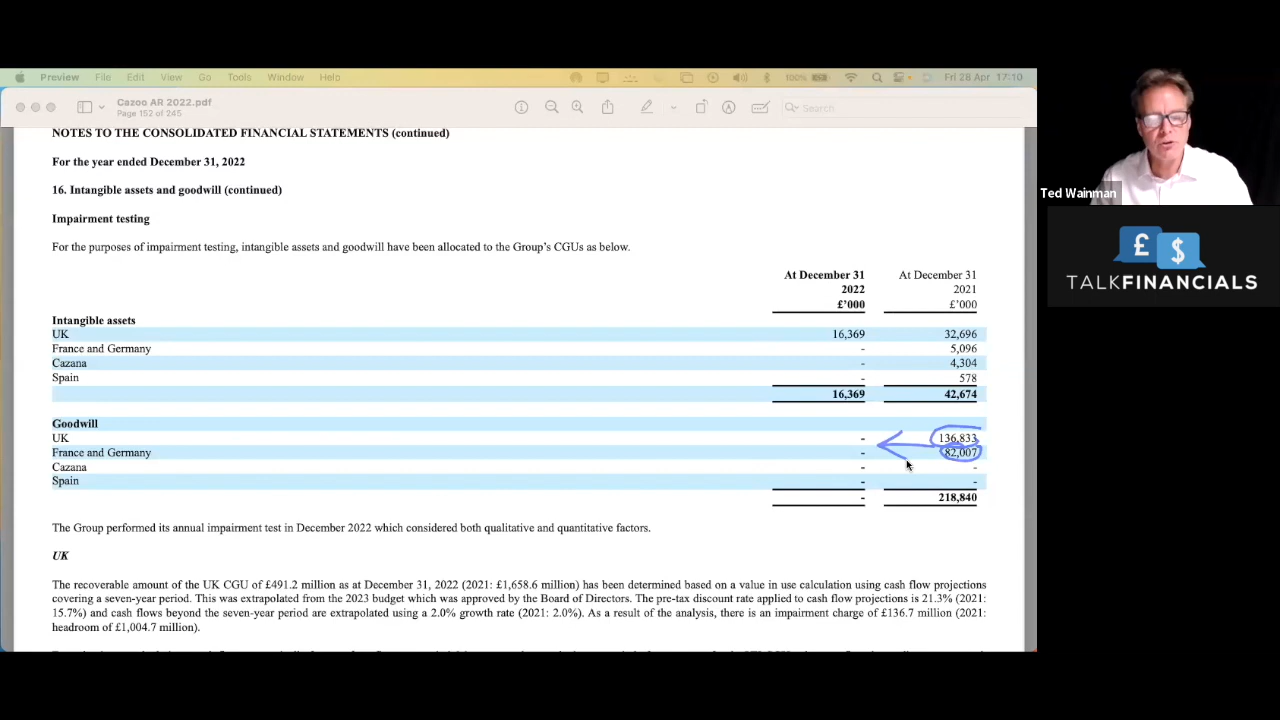 Preview File Edit View Go Tools Window Help 100% Fri 28 Apr 17:10
Cazoo AR 2022.pdf
Page 152 of 245
Search
NOTES TO THE CONSOLIDATED FINANCIAL STATEMENTS (continued)
For the year ended December 31, 2022
16. Intangible assets and goodwill (continued)
Impairment testing
For the purposes of impairment testing, intangible assets and goodwill have been allocated to the Group's CGUs as below.
At December 31 At December 31
2022 2021
£'000 £'000
Intangible assets
UK 16,369 32,696
France and Germany - 5,096
Cazana - 4,304
Spain - 578
16,369 42,674
Goodwill
UK - 136,833
France and Germany - 82,007
Cazana - -
Spain - -
- 218,840
The Group performed its annual impairment test in December 2022 which considered both qualitative and quantitative factors.
UK
The recoverable amount of the UK CGU of £491.2 million as at December 31, 2022 (2021: £1,658.6 million) has been determined based on a value in use calculation using cash flow projections
covering a seven-year period. This was extrapolated from the 2023 budget which was approved by the Board of Directors. The pre-tax discount rate applied to cash flow projections is 21.3% (2021:
15.7%) and cash flows beyond the seven-year period are extrapolated using a 2.0% growth rate (2021: 2.0%). As a result of the analysis, there is an impairment charge of £136.7 million (2021:
headroom of £1,004.7 million).
Ted Wainman
£ $
TALKFINANCIALS